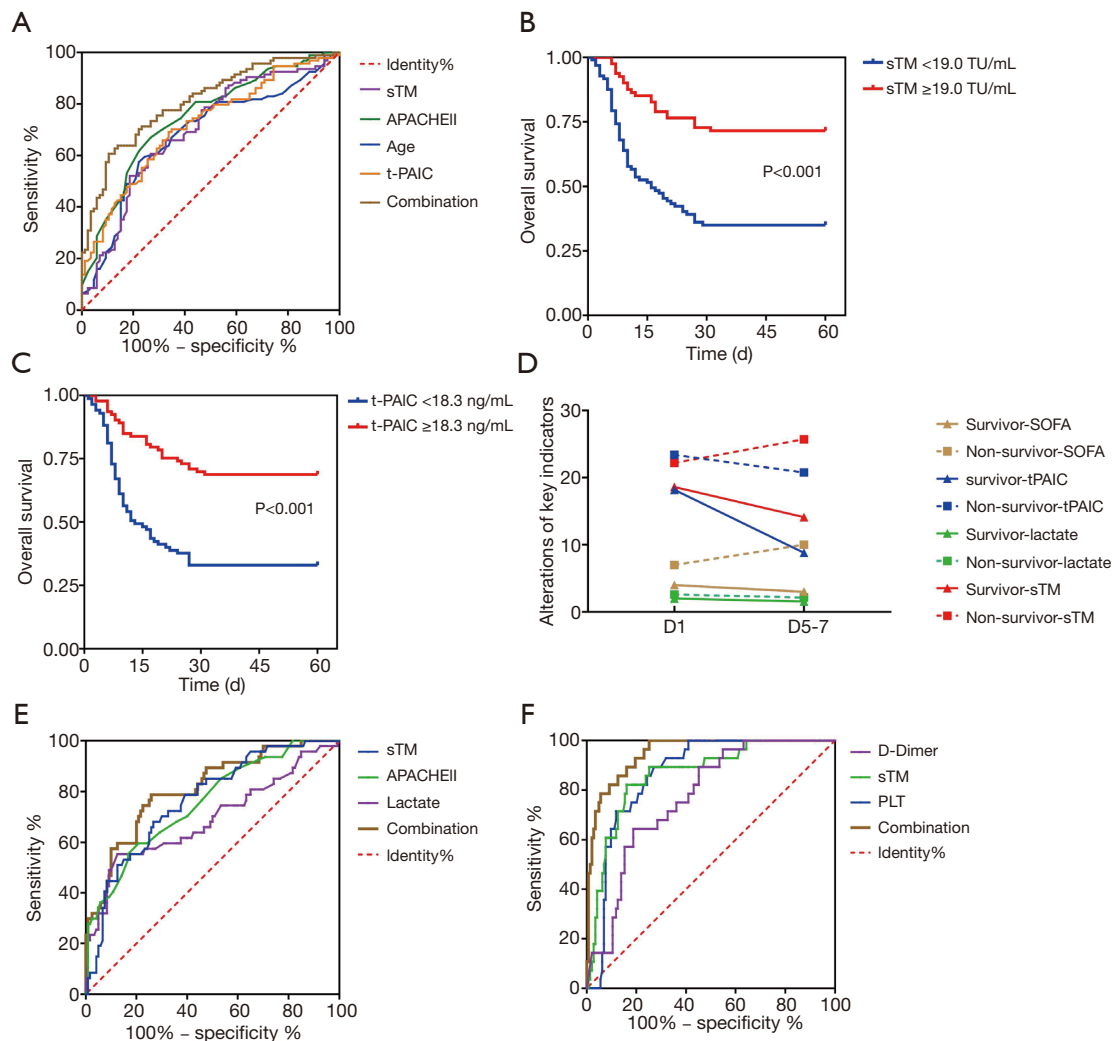 A
100
80
60
40
20
0
Sensitivity %
0 20 40 60 80 100
100% – specificity %
Identity%
sTM
APACHEII
Age
t-PAIC
Combination
B
1.00
0.75
0.50
0.25
0.00
Overall survival
0 15 30 45 60
Time (d)
P<0.001
sTM <19.0 TU/mL
sTM ≥19.0 TU/mL
C
1.00
0.75
0.50
0.25
0.00
Overall survival
0 15 30 45 60
Time (d)
P<0.001
t-PAIC <18.3 ng/mL
t-PAIC ≥18.3 ng/mL
D
30
20
10
0
Alterations of key indicators
D1 D5-7
Survivor-SOFA
Non-survivor-SOFA
survivor-tPAIC
Non-survivor-tPAIC
Survivor-lactate
Non-survivor-lactate
Survivor-sTM
Non-survivor-sTM
E
100
80
60
40
20
0
Sensitivity %
0 20 40 60 80 100
100% – specificity %
sTM
APACHEII
Lactate
Combination
Identity%
F
100
80
60
40
20
0
Sensitivity %
0 20 40 60 80 100
100% – specificity %
D-Dimer
sTM
PLT
Combination
Identity%